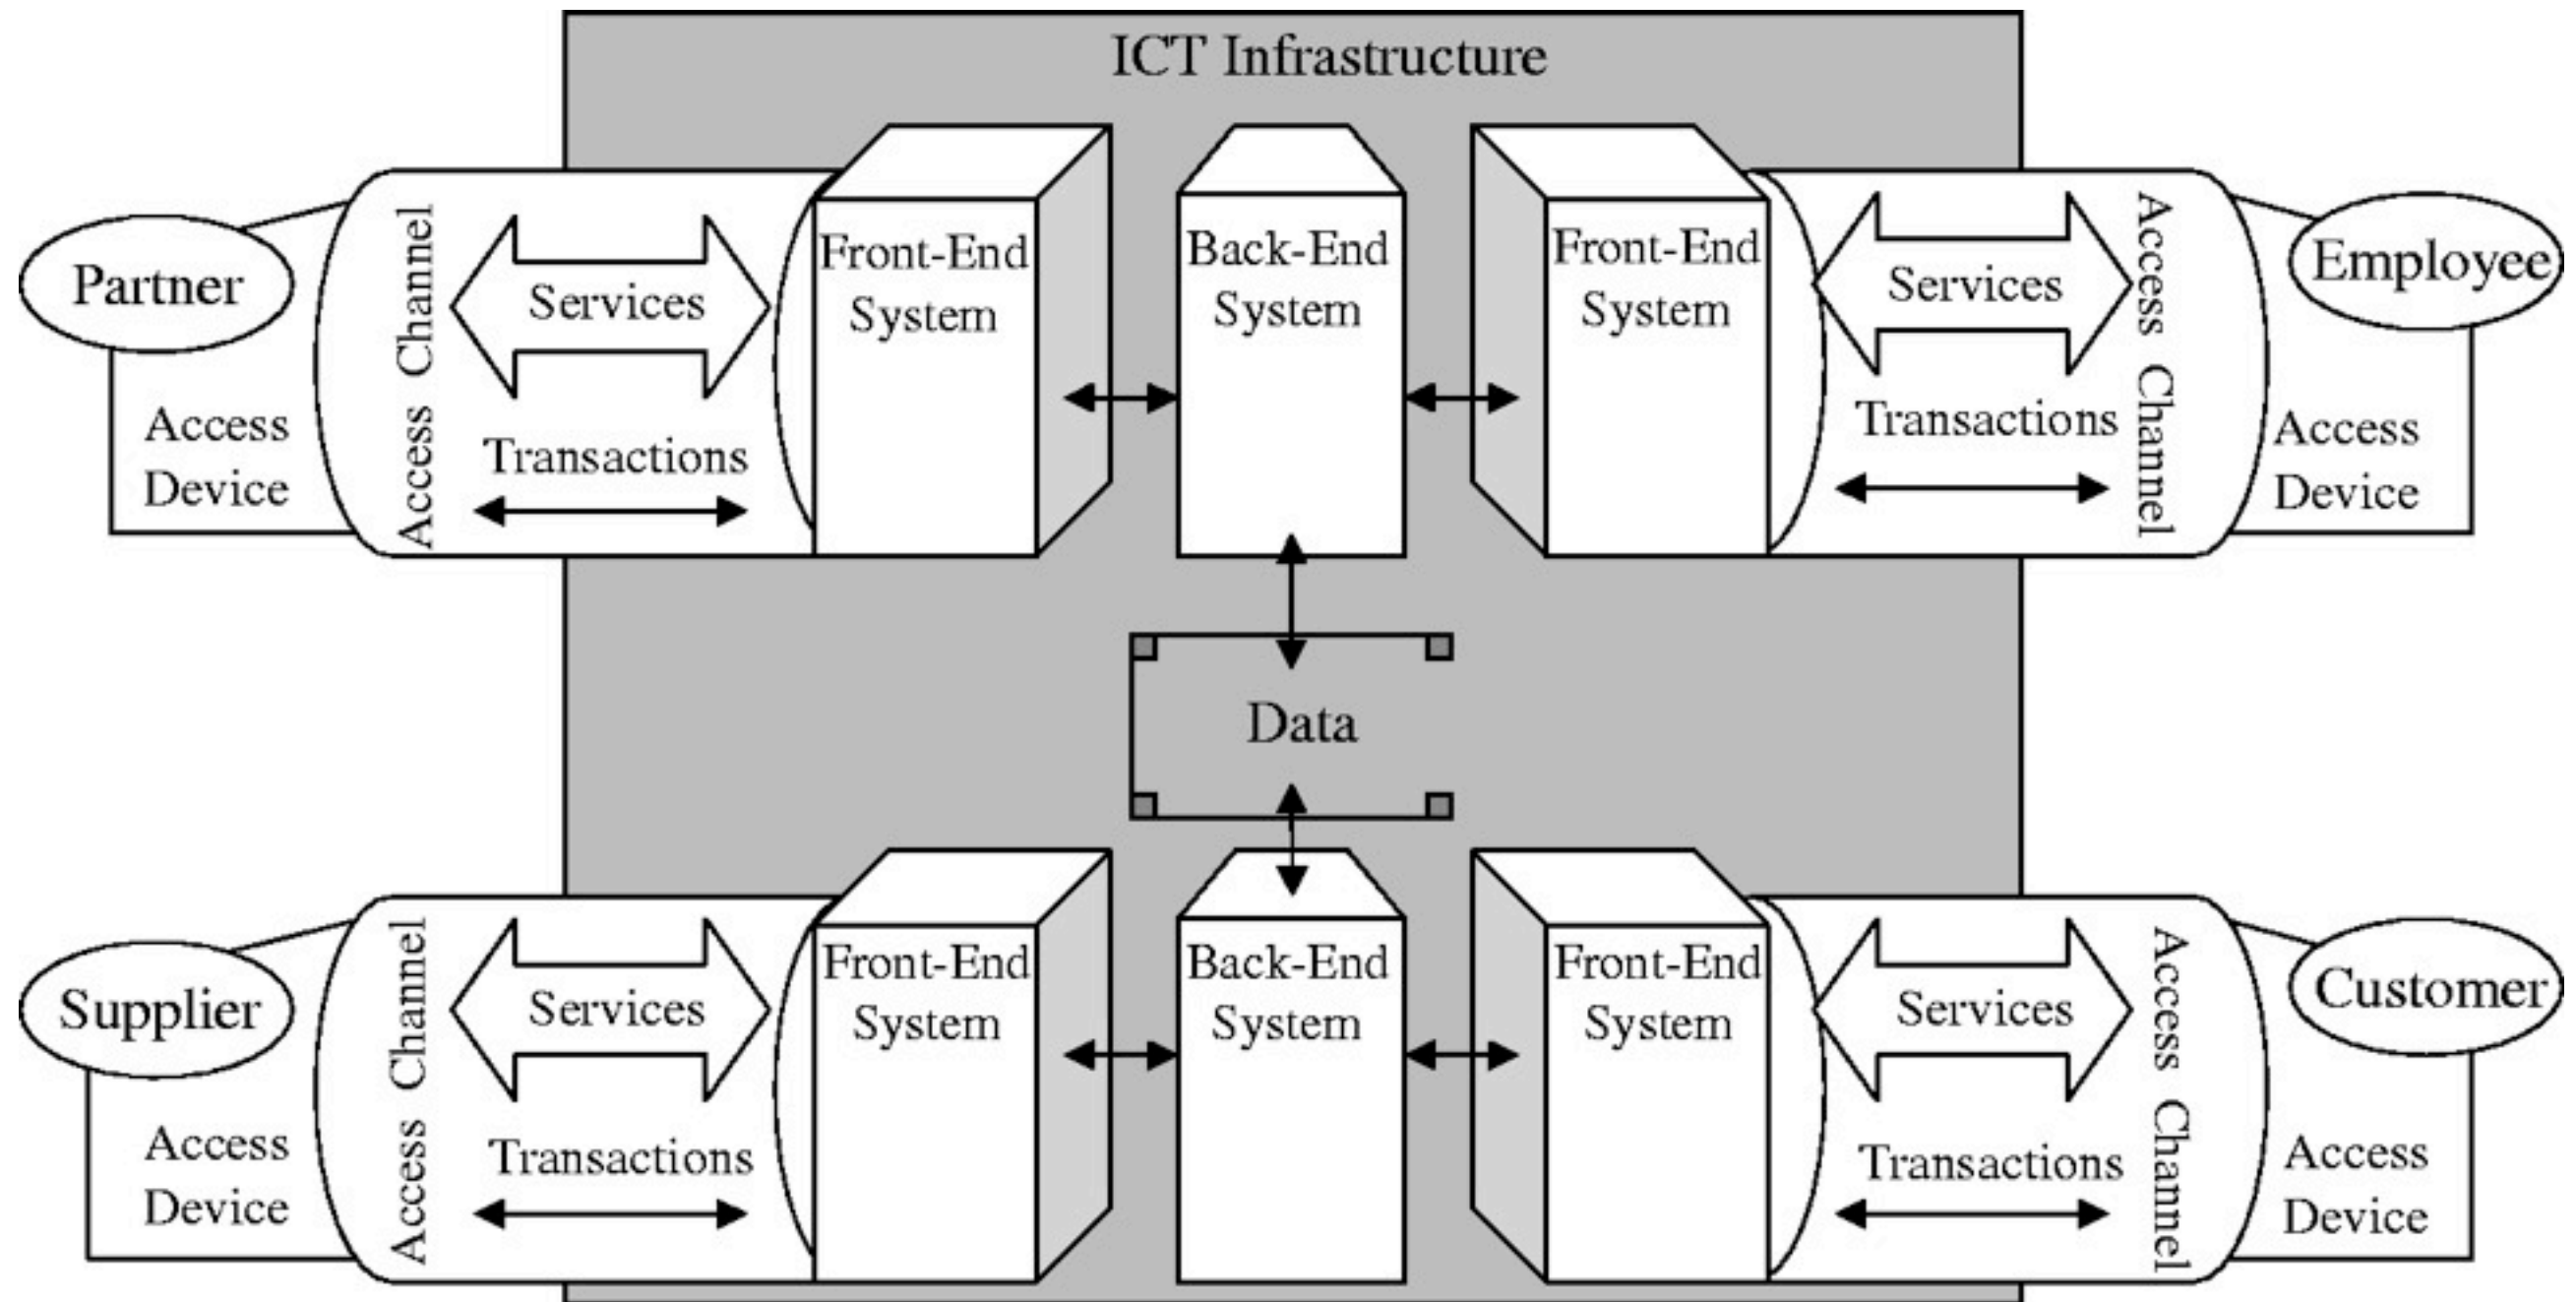 ICT Infrastructure
Partner
Access
Device
Access Channel
Services
Transactions
Front-End
System
Back-End
System
Front-End
System
Services
Transactions
Access Channel
Employee
Access
Device
Data
Supplier
Access
Device
Access Channel
Services
Transactions
Front-End
System
Back-End
System
Front-End
System
Services
Transactions
Access Channel
Customer
Access
Device